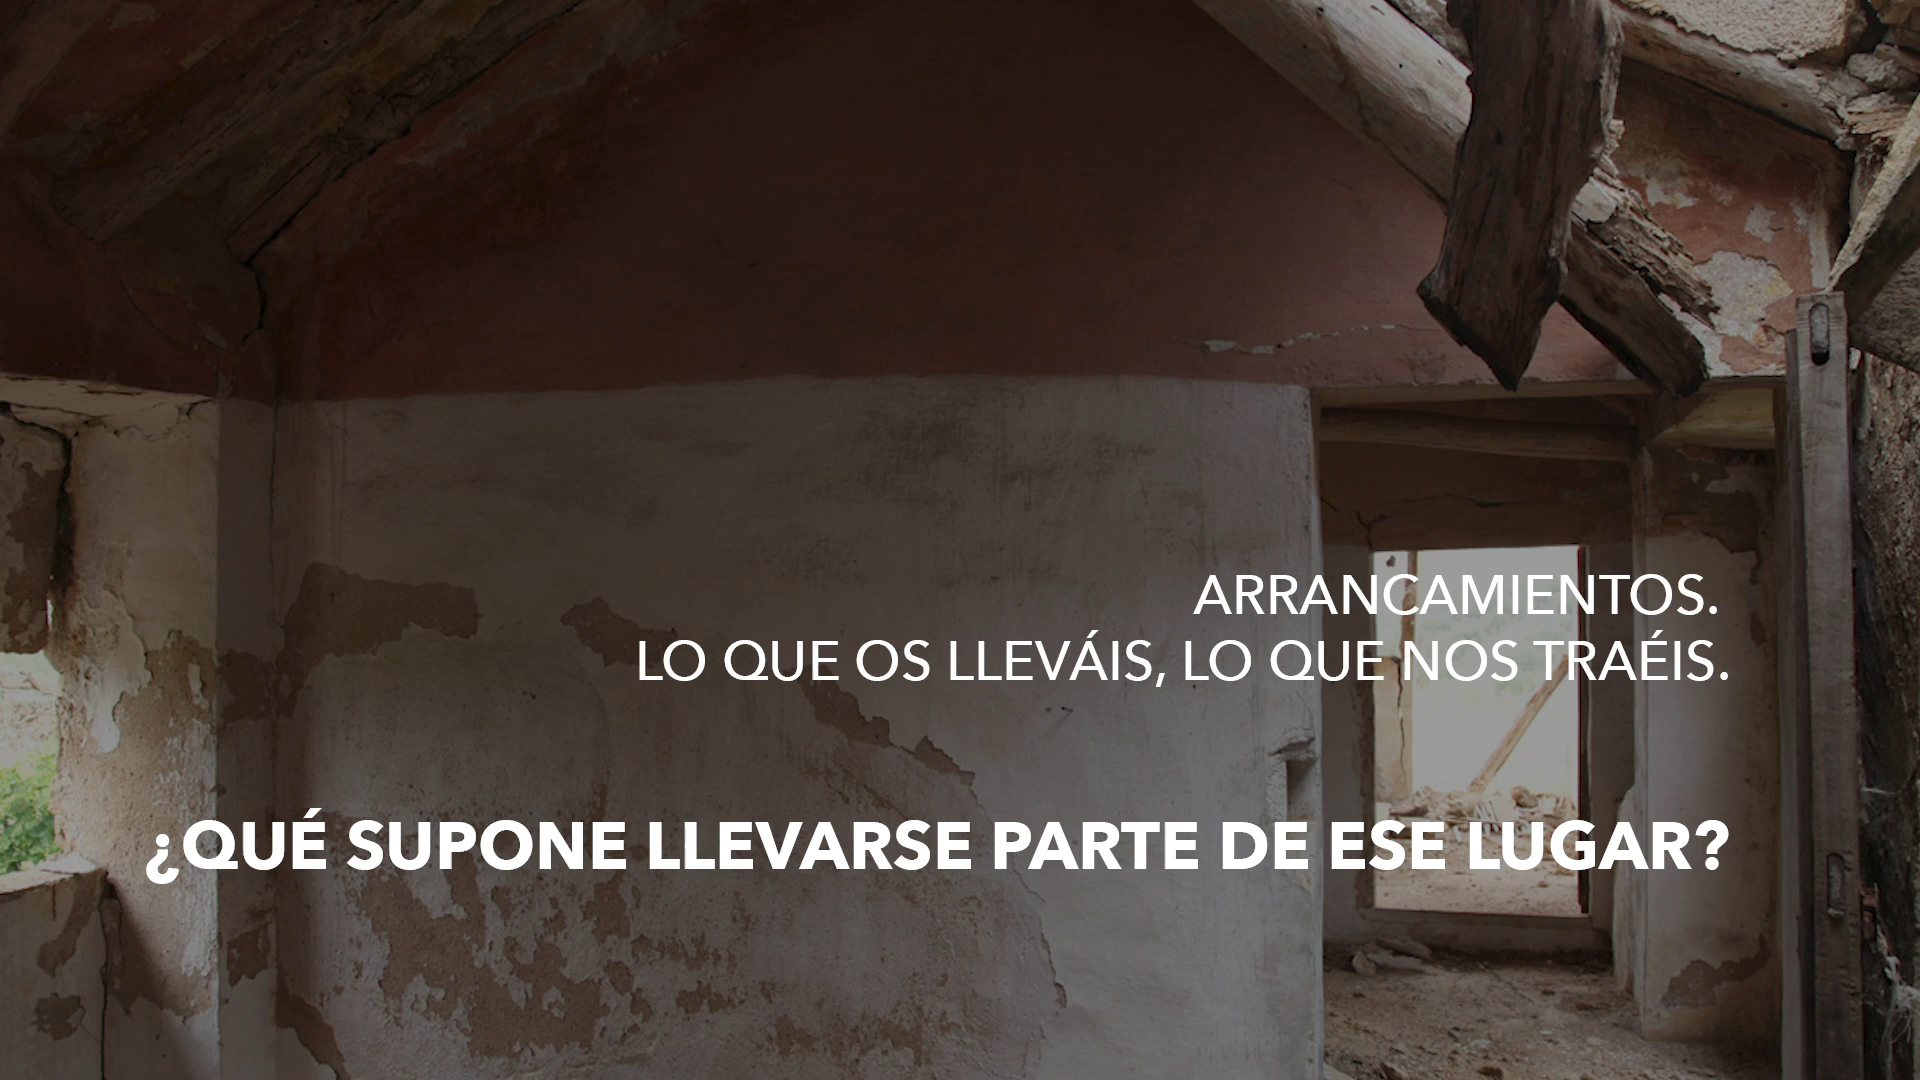 ARRANCAMIENTOS.
LO QUE OS LLEVÁIS, LO QUE NOS TRAÉIS.
¿QUÉ SUPONE LLEVARSE PARTE DE ESE LUGAR?